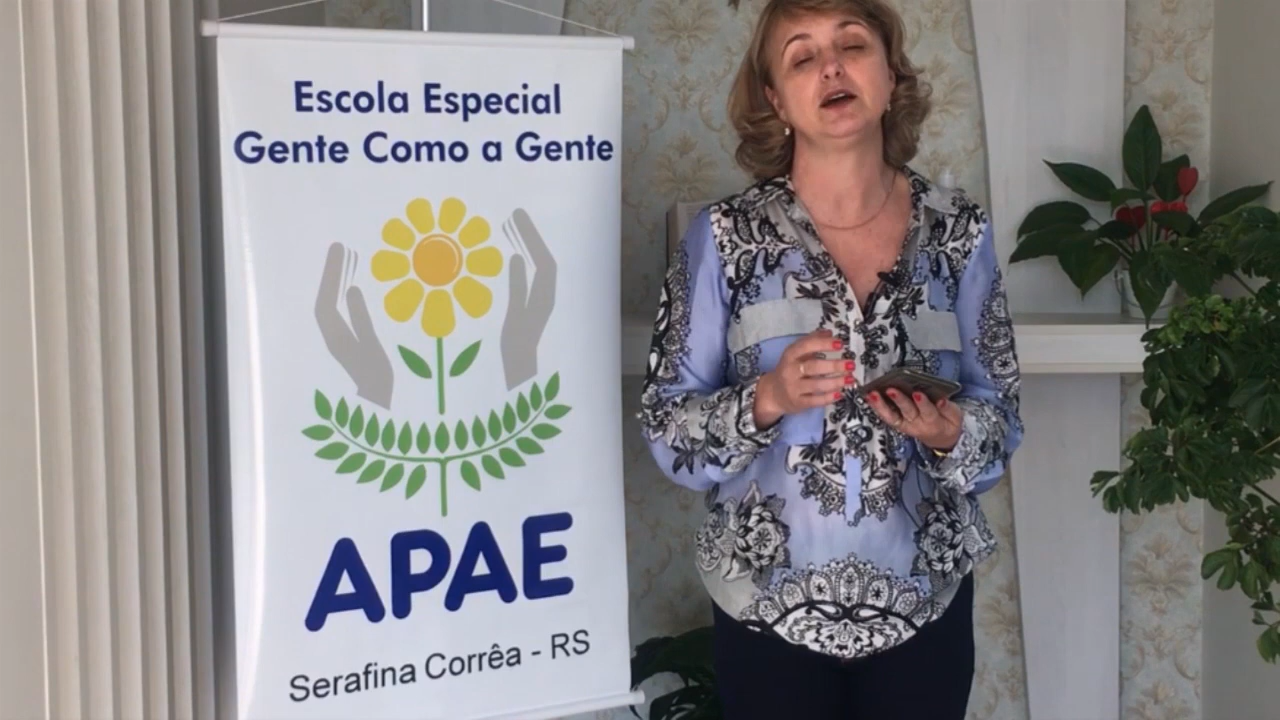 Escola Especial
Gente Como a Gente
APAE
Serafina Corrêa - RS